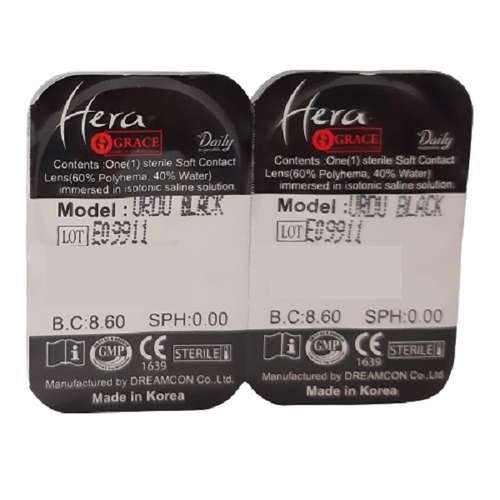 Hera
GRACE
Daily
Contents :One(1) sterile Soft Contact
Lens(60% Polyhema, 40% Water)
immersed in isotonic saline solution.
Model : URDU BLACK
LOT E09911
B.C:8.60 SPH:0.00
GMP CE 1639 STERILE
Manufactured by DREAMCON Co.,Ltd.
Made in Korea
Hera
GRACE
Daily
Contents :One(1) sterile Soft Contact
Lens(60% Polyhema, 40% Water)
immersed in isotonic saline solution.
Model : URDU BLACK
LOT E09911
B.C:8.60 SPH:0.00
GMP CE 1639 STERILE
Manufactured by DREAMCON Co.,Ltd.
Made in Korea